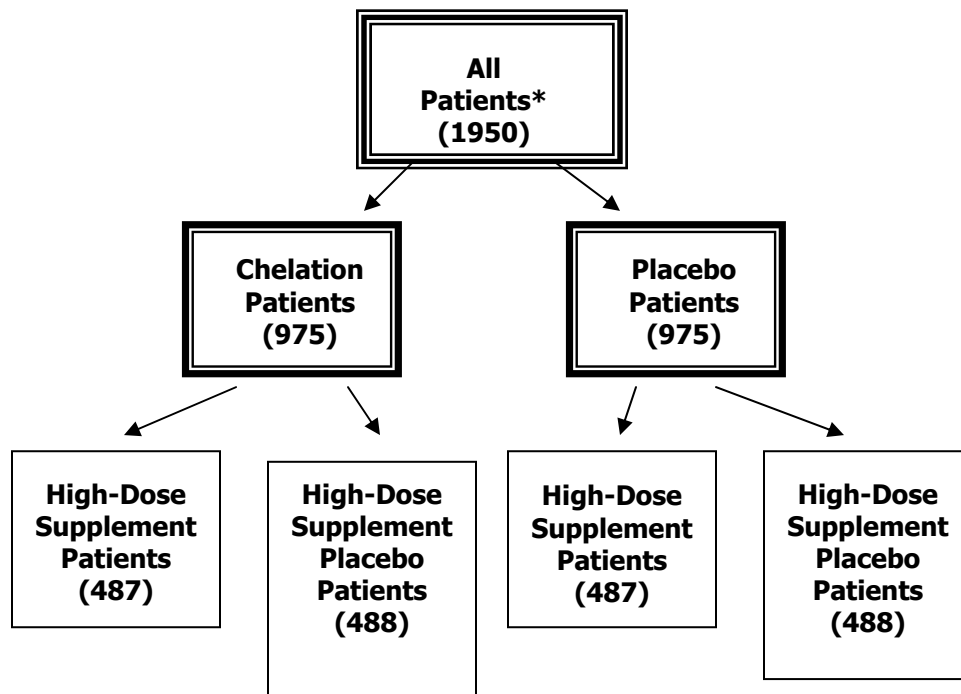 All
Patients*
(1950)
Chelation
Patients
(975)
Placebo
Patients
(975)
High-Dose
Supplement
Patients
(487)
High-Dose
Supplement
Placebo
Patients
(488)
High-Dose
Supplement
Patients
(487)
High-Dose
Supplement
Placebo
Patients
(488)